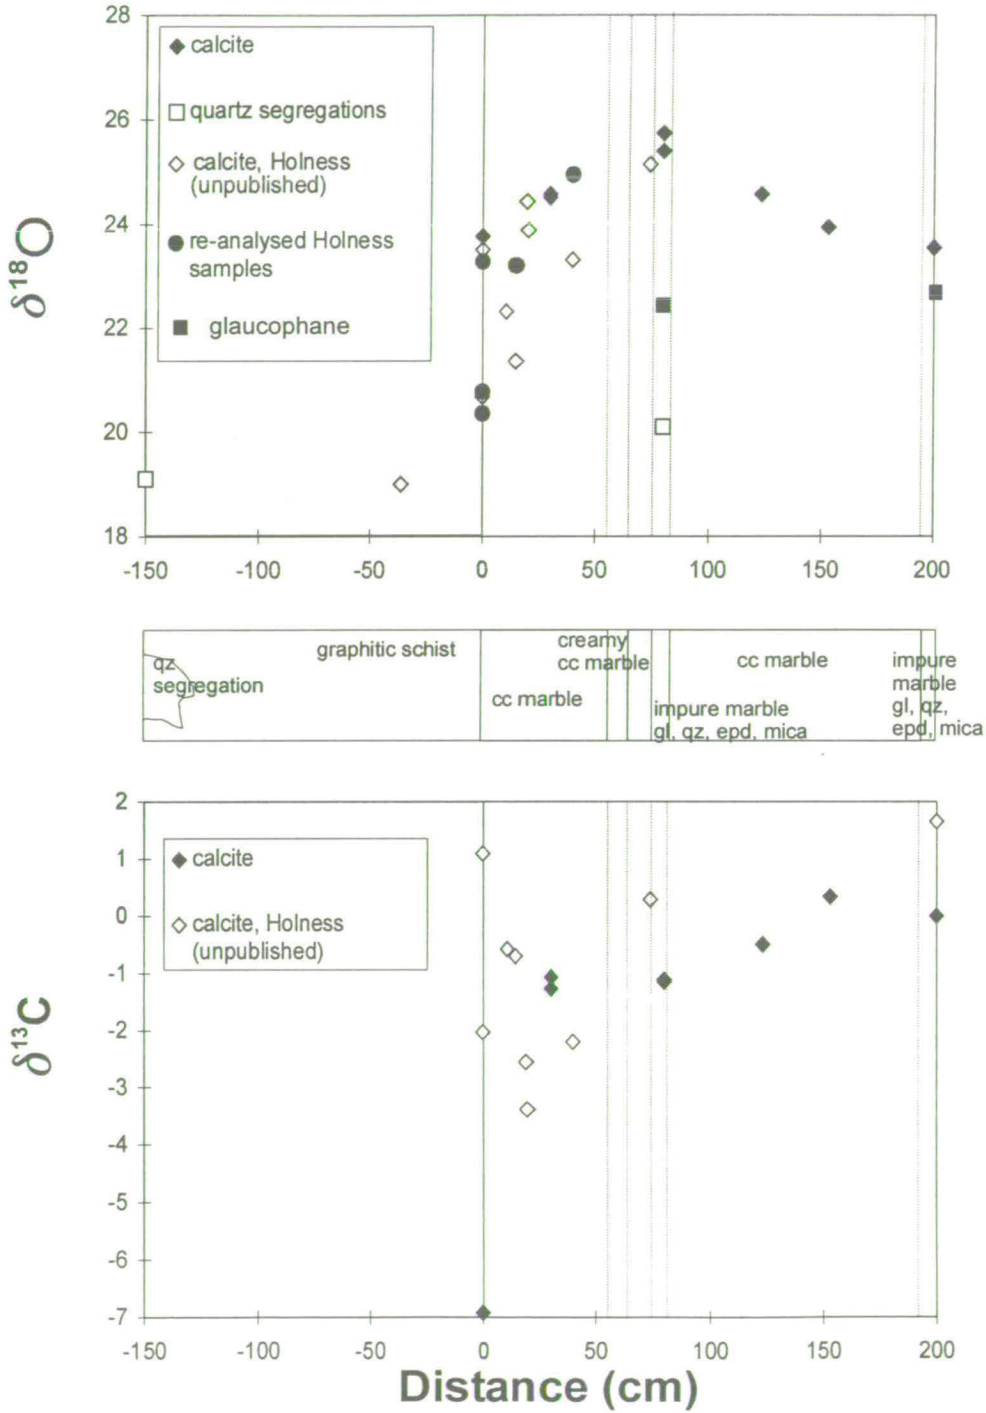 28
26
24
22
20
18
δ18O
calcite
quartz segregations
calcite, Holness
(unpublished)
re-analysed Holness
samples
glaucophane
-150
-100
-50
0
50
100
150
200
qz
segregation
graphitic schist
cc marble
creamy
cc marble
impure marble
gl, qz, epd, mica
cc marble
impure
marble
gl, qz,
epd, mica
2
1
0
-1
-2
-3
-4
-5
-6
-7
δ13C
calcite
calcite, Holness
(unpublished)
-150
-100
-50
0
50
100
150
200
Distance (cm)